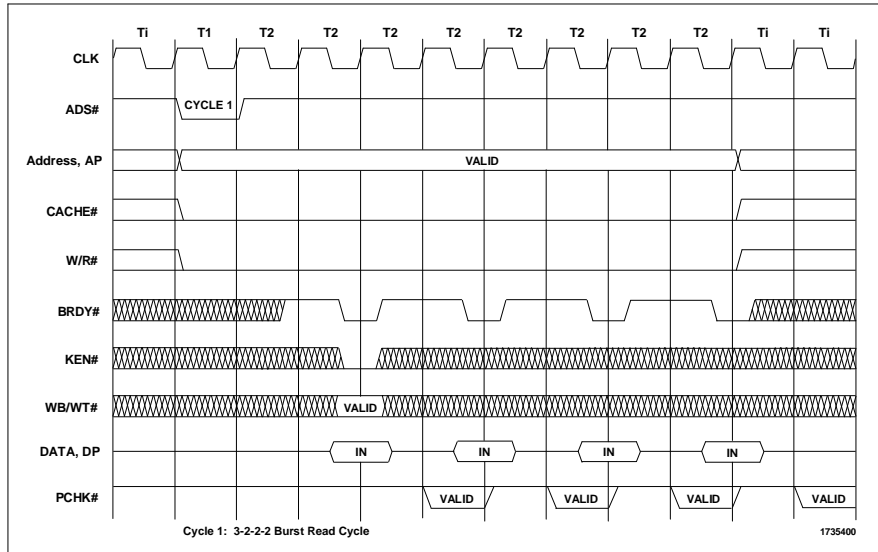 Ti T1 T2 T2 T2 T2 T2 T2 T2 T2 Ti Ti
CLK
ADS# CYCLE 1
Address, AP VALID
CACHE#
W/R#
BRDY#
KEN#
WB/WT# VALID
DATA, DP IN IN IN IN
PCHK# VALID VALID VALID VALID
Cycle 1: 3-2-2-2 Burst Read Cycle 1735400